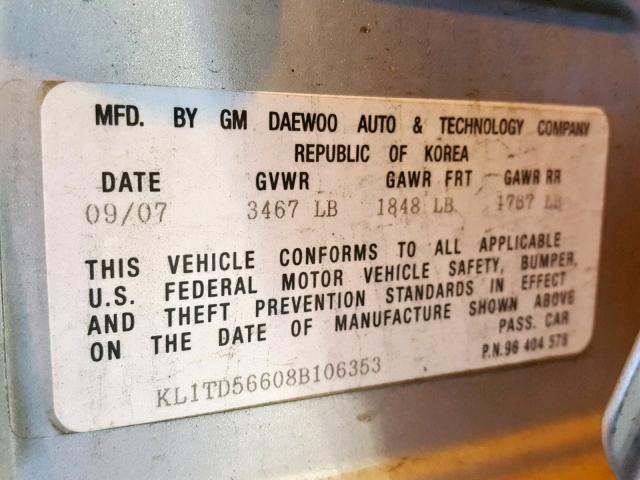 MFD. BY GM DAEWOO AUTO & TECHNOLOGY COMPANY
REPUBLIC OF KOREA
DATE GVWR GAWR FRT GAWR RR
09/07 3467 LB 1848 LB 1787 LB
THIS VEHICLE CONFORMS TO ALL APPLICABLE
U.S. FEDERAL MOTOR VEHICLE SAFETY, BUMPER,
AND THEFT PREVENTION STANDARDS IN EFFECT
ON THE DATE OF MANUFACTURE SHOWN ABOVE
PASS. CAR
KL1TD56608B106353 P.N.96 404 578